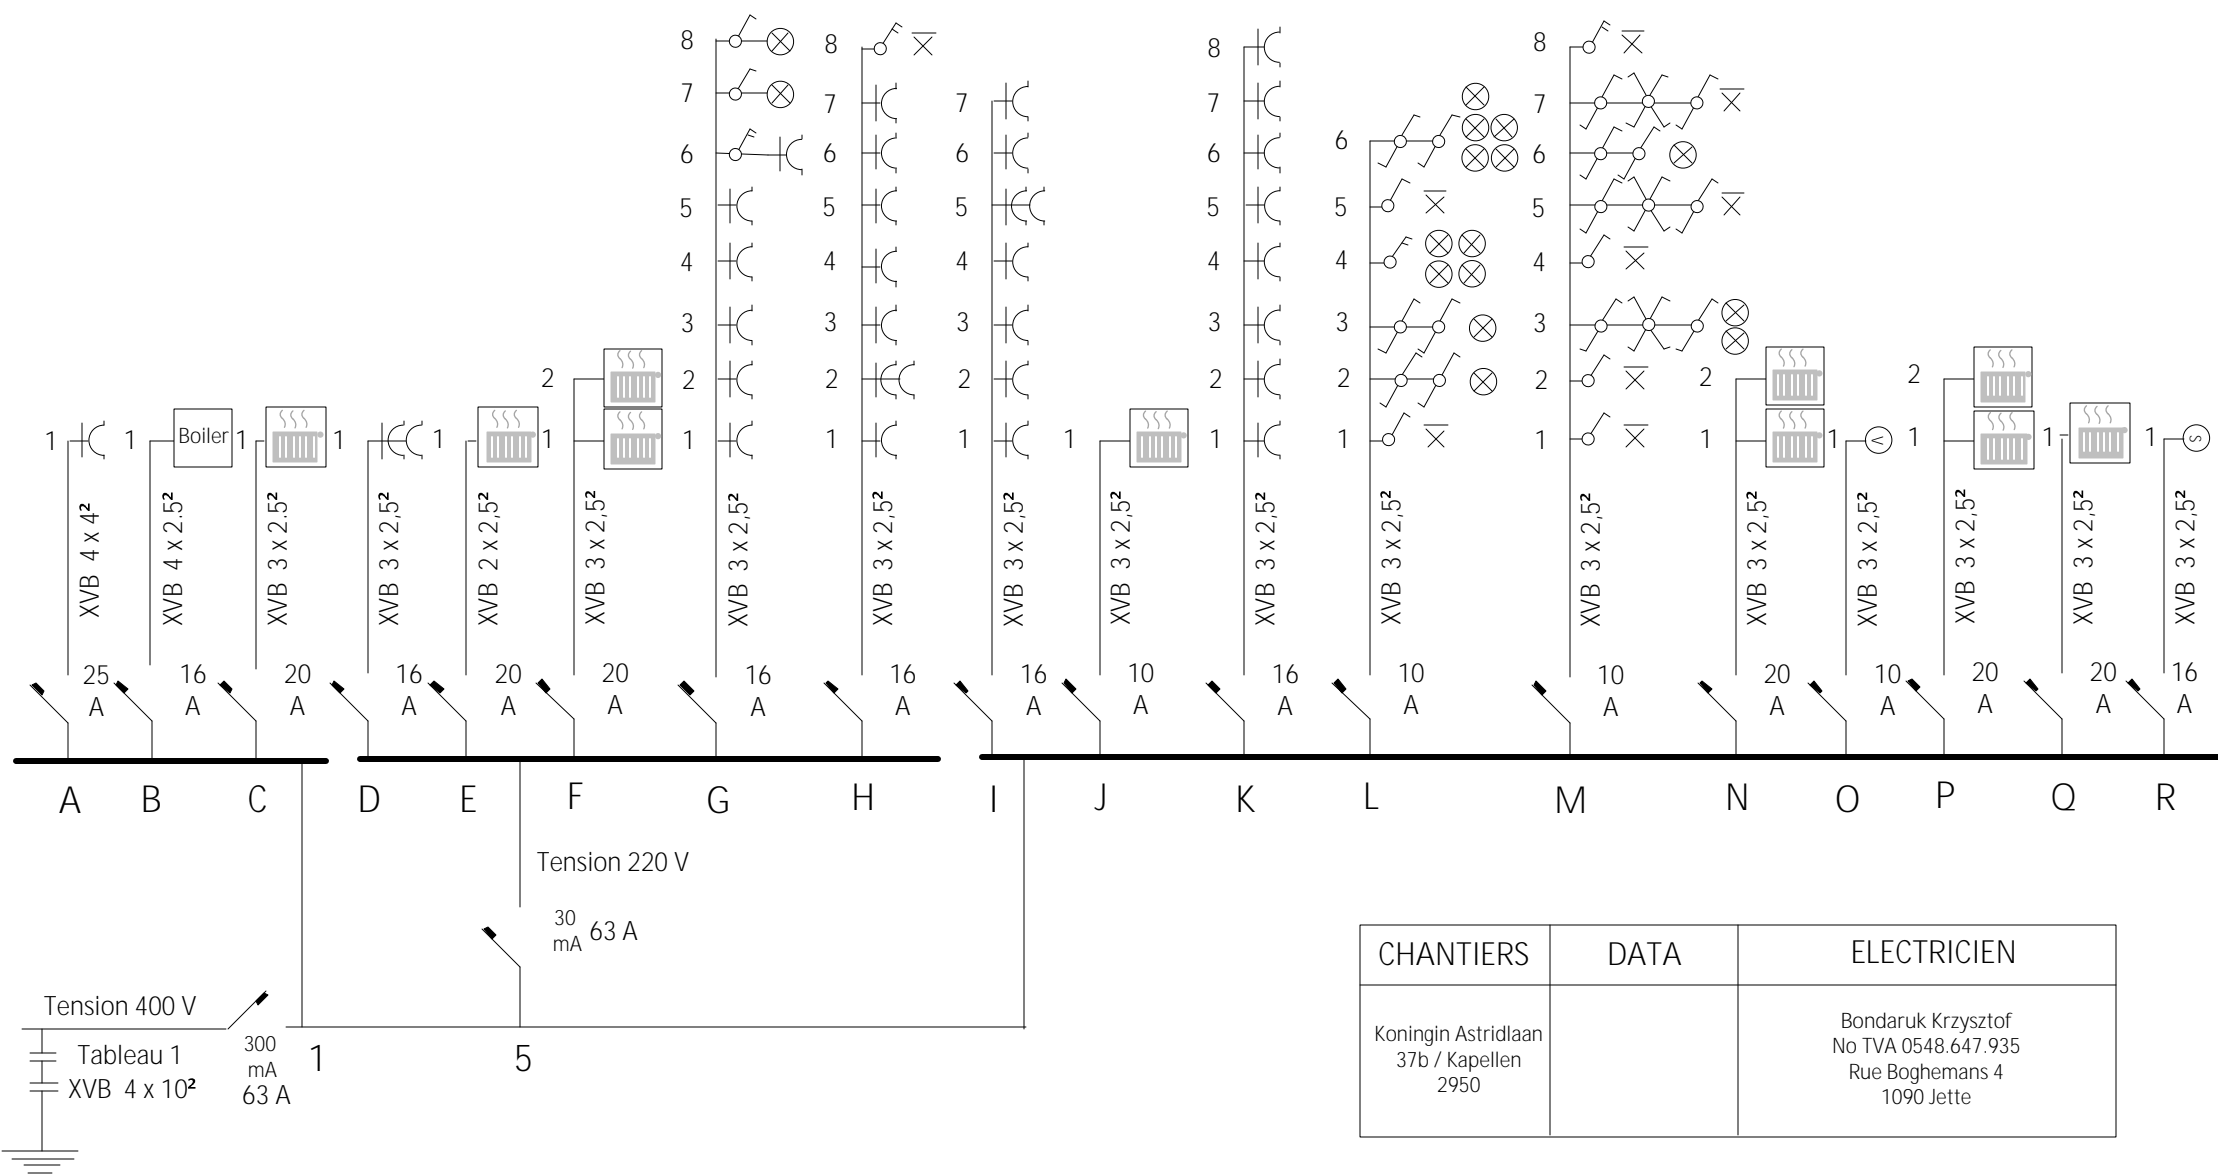 8
7
6
5
4
3
2
1
8
7
6
5
4
3
2
1
7
6
5
4
3
2
1
8
7
6
5
4
3
2
1
6
5
4
3
2
1
8
7
6
5
4
3
2
1
1
1 Boiler
1
1
1
2
1
1
2
1
1 V
2
1
1
1 S
XVB 4 x 4²
XVB 4 x 2.5²
XVB 3 x 2.5²
XVB 3 x 2,5²
XVB 2 x 2,5²
XVB 3 x 2,5²
XVB 3 x 2,5²
XVB 3 x 2,5²
XVB 3 x 2,5²
XVB 3 x 2,5²
XVB 3 x 2,5²
XVB 3 x 2,5²
XVB 3 x 2,5²
XVB 3 x 2,5²
XVB 3 x 2,5²
XVB 3 x 2,5²
XVB 3 x 2,5²
XVB 3 x 2,5²
25 A
16 A
20 A
16 A
20 A
20 A
16 A
16 A
16 A
10 A
16 A
10 A
10 A
20 A
10 A
20 A
20 A
16 A
A B C D E F G H I J K L M N O P Q R
Tension 220 V
30
mA 63 A
Tension 400 V
Tableau 1
XVB 4 x 10²
300
mA
63 A
1
5
CHANTIERS DATA ELECTRICIEN
Koningin Astridlaan
37b / Kapellen
2950
Bondaruk Krzysztof
No TVA 0548.647.935
Rue Boghemans 4
1090 Jette